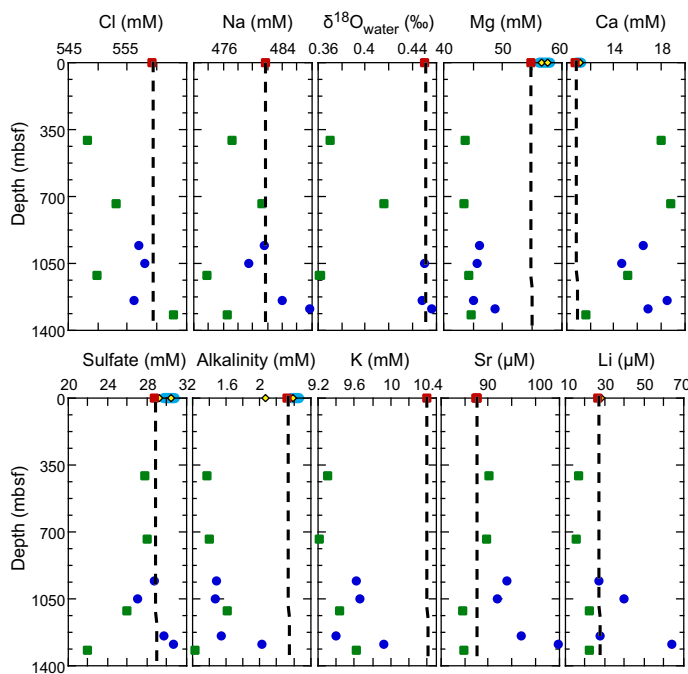 Cl (mM) Na (mM) δ¹⁸O_water (‰) Mg (mM) Ca (mM)
545 555 476 484 0.36 0.4 0.44 40 50 60 14 18
0
350
700
1050
1400
Depth (mbsf)
Sulfate (mM) Alkalinity (mM) K (mM) Sr (µM) Li (µM)
20 24 28 32 1.6 2 9.2 9.6 10 10.4 90 100 10 30 50 70
0
350
700
1050
1400
Depth (mbsf)